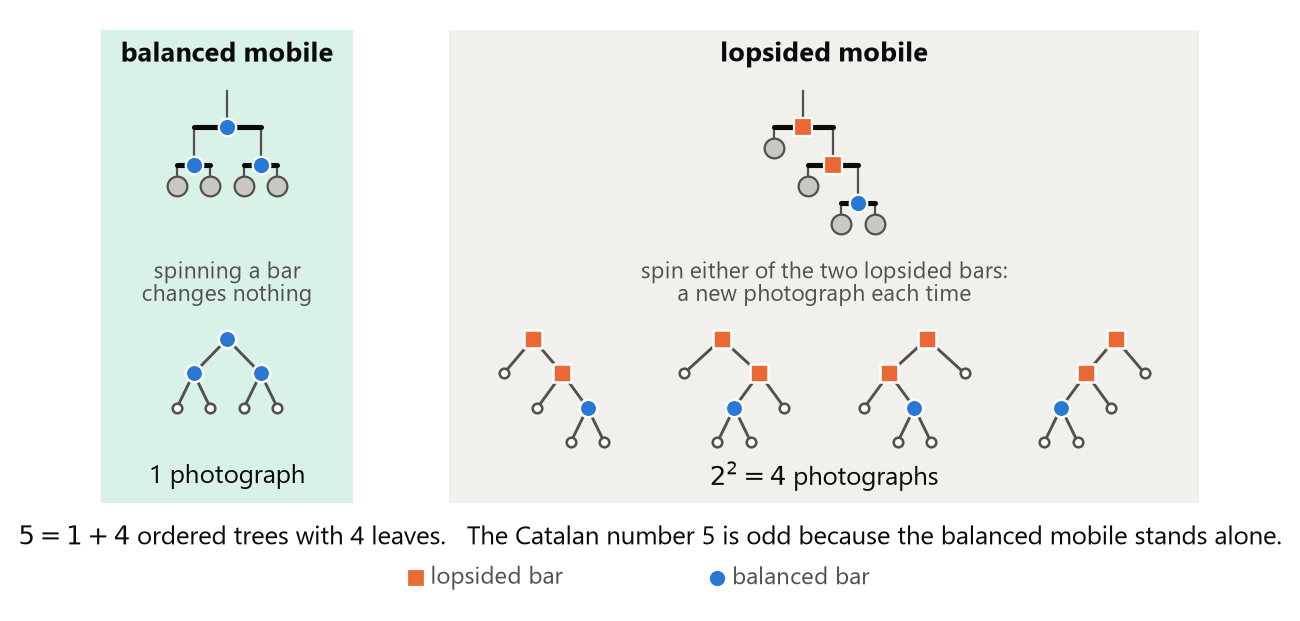 balanced mobile
lopsided mobile
spinning a bar
changes nothing
spin either of the two lopsided bars:
a new photograph each time
1 photograph
2² = 4 photographs
5 = 1 + 4 ordered trees with 4 leaves. The Catalan number 5 is odd because the balanced mobile stands alone.
lopsided bar
balanced bar